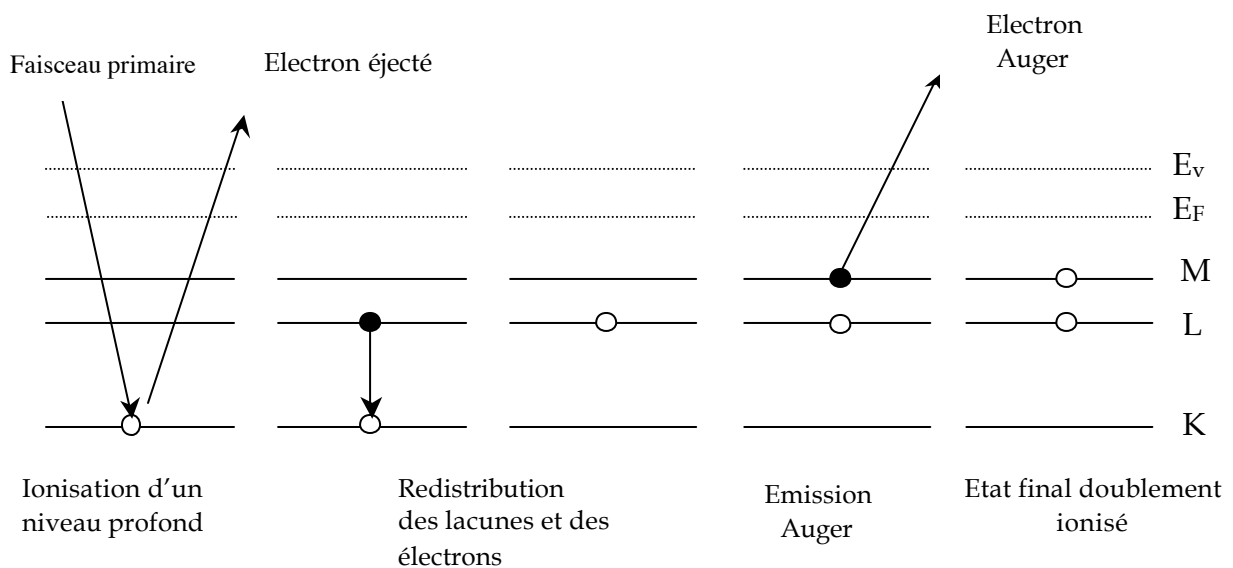 Electron
Auger
Faisceau primaire
Electron éjecté
Ev
EF
M
L
K
Ionisation d'un
niveau profond
Redistribution
des lacunes et des
électrons
Emission
Auger
Etat final doublement
ionisé